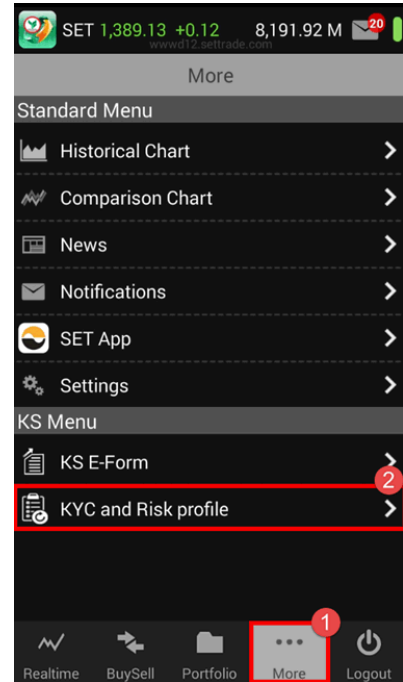 SET 1,389.13 +0.12 8,191.92 M 20
wwwd12.settrade.com
More
Standard Menu
Historical Chart
Comparison Chart
News
Notifications
SET App
Settings
KS Menu
KS E-Form
2
KYC and Risk profile
1
Realtime BuySell Portfolio More Logout